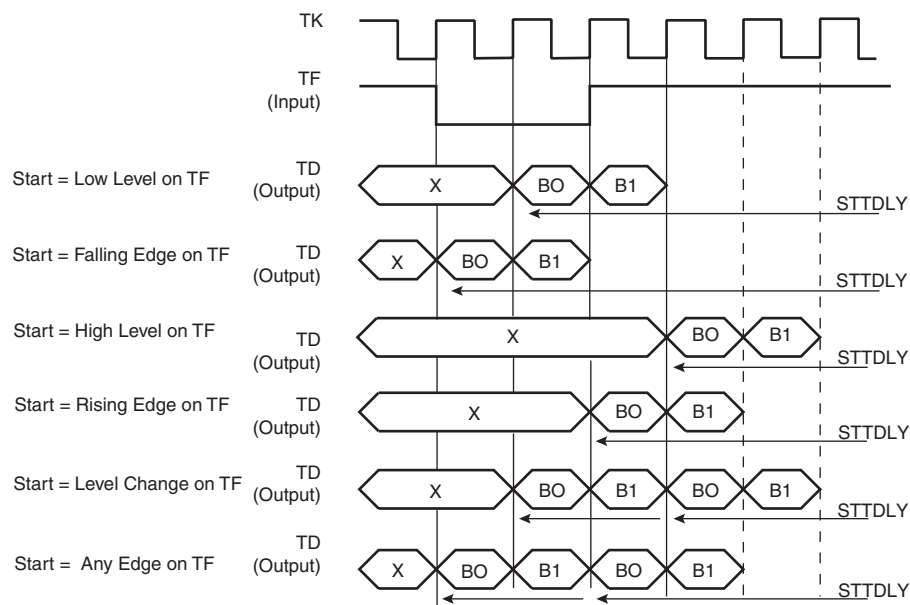 TK
TF
(Input)
Start = Low Level on TF
TD
(Output)
X
BO
B1
STTDLY
Start = Falling Edge on TF
TD
(Output)
X
BO
B1
STTDLY
Start = High Level on TF
TD
(Output)
X
BO
B1
STTDLY
Start = Rising Edge on TF
TD
(Output)
X
BO
B1
STTDLY
Start = Level Change on TF
TD
(Output)
X
BO
B1
BO
B1
STTDLY
Start = Any Edge on TF
TD
(Output)
X
BO
B1
BO
B1
STTDLY